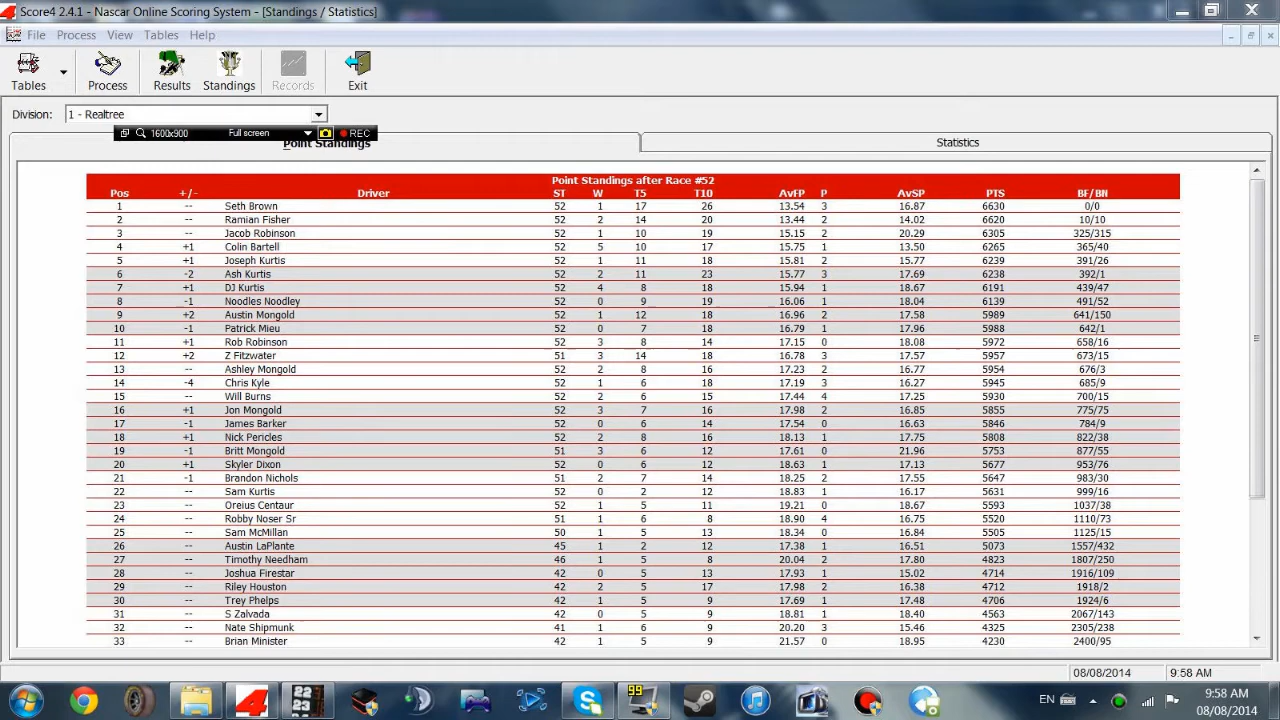 Score4 2.4.1 - Nascar Online Scoring System - [Standings / Statistics]
File Process View Tables Help
Tables Process Results Standings Records Exit
Division: 1 - Realtree
1600x900 Full screen REC
Point Standings Statistics
Point Standings after Race #52
Pos +/- Driver ST W T5 T10 AvFP P AvSP PTS BF/BN
1 -- Seth Brown 52 1 17 26 13.54 3 16.87 6630 0/0
2 -- Ramian Fisher 52 2 14 20 13.44 2 14.02 6620 10/10
3 -- Jacob Robinson 52 1 10 19 15.15 2 20.29 6305 325/315
4 +1 Colin Bartell 52 5 10 17 15.75 1 13.50 6265 365/40
5 +1 Joseph Kurtis 52 1 11 18 15.81 2 15.77 6239 391/26
6 -2 Ash Kurtis 52 2 11 23 15.77 3 17.69 6238 392/1
7 +1 DJ Kurtis 52 4 8 18 15.94 1 18.67 6191 439/47
8 -1 Noodles Noodley 52 0 9 19 16.06 1 18.04 6139 491/52
9 +2 Austin Mongold 52 1 12 18 16.96 2 17.58 5989 641/150
10 -1 Patrick Mieu 52 0 7 18 16.79 1 17.96 5988 642/1
11 +1 Rob Robinson 52 3 8 14 17.15 0 18.08 5972 658/16
12 +2 Z Fitzwater 51 3 14 18 16.78 3 17.57 5957 673/15
13 -- Ashley Mongold 52 2 8 16 17.23 2 16.77 5954 676/3
14 -4 Chris Kyle 52 1 6 18 17.19 3 16.27 5945 685/9
15 -- Will Burns 52 2 6 15 17.44 4 17.25 5930 700/15
16 +1 Jon Mongold 52 3 7 16 17.98 2 16.85 5855 775/75
17 -1 James Barker 52 0 6 14 17.54 0 16.63 5846 784/9
18 +1 Nick Pericles 52 2 8 16 18.13 1 17.75 5808 822/38
19 -1 Britt Mongold 51 3 6 12 17.61 0 21.96 5753 877/55
20 +1 Skyler Dixon 52 0 6 12 18.63 1 17.13 5677 953/76
21 -1 Brandon Nichols 51 2 7 14 18.25 2 17.55 5647 983/30
22 -- Sam Kurtis 52 0 2 12 18.83 1 16.17 5631 999/16
23 -- Oreius Centaur 52 1 5 11 19.21 0 18.67 5593 1037/38
24 -- Robby Noser Sr 51 1 6 8 18.90 4 16.75 5520 1110/73
25 -- Sam McMillan 50 1 5 13 18.34 0 16.84 5505 1125/15
26 -- Austin LaPlante 45 1 2 12 17.38 1 16.51 5073 1557/432
27 -- Timothy Needham 46 1 5 8 20.04 2 17.80 4823 1807/250
28 -- Joshua Firestar 42 0 5 13 17.93 1 15.02 4714 1916/109
29 -- Riley Houston 42 2 5 17 17.98 2 16.38 4712 1918/2
30 -- Trey Phelps 42 1 5 9 17.69 1 17.48 4706 1924/6
31 -- S Zalvada 42 0 5 9 18.81 1 18.40 4563 2067/143
32 -- Nate Shipmunk 41 1 6 9 20.20 3 15.46 4325 2305/238
33 -- Brian Minister 42 1 5 9 21.57 0 18.95 4230 2400/95
08/08/2014 9:58 AM
22 23 99 EN 9:58 AM
08/08/2014